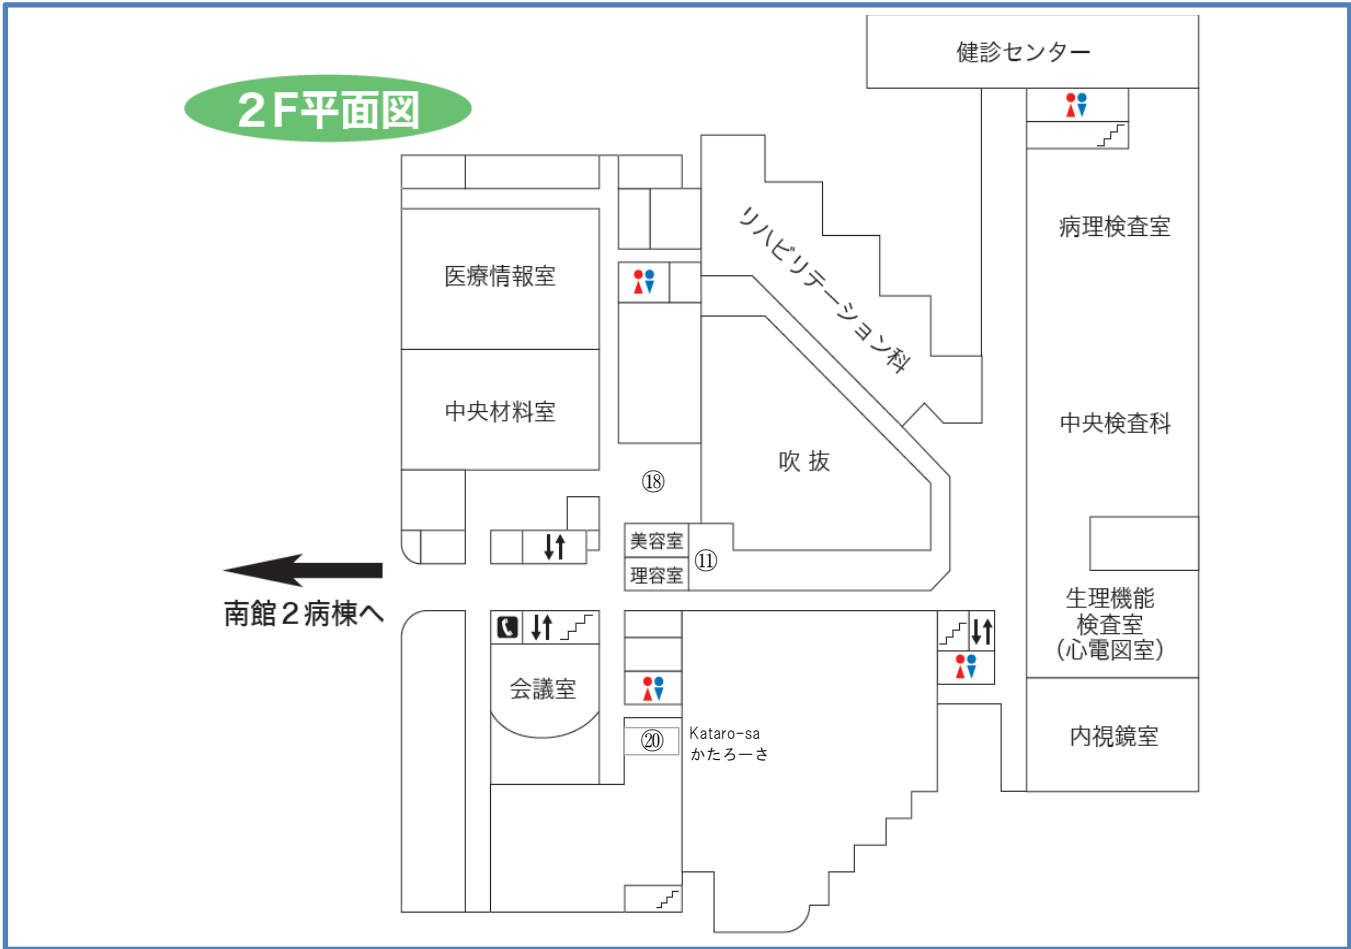 健診センター
２F平面図
病理検査室
リハビリテーション科
医療情報室
中央材料室
中央検査科
吹 抜
⑱
美容室
⑪
理容室
南館２病棟へ
生理機能
検査室
（心電図室）
会議室
⑳
Kataro-sa
かたろーさ
内視鏡室